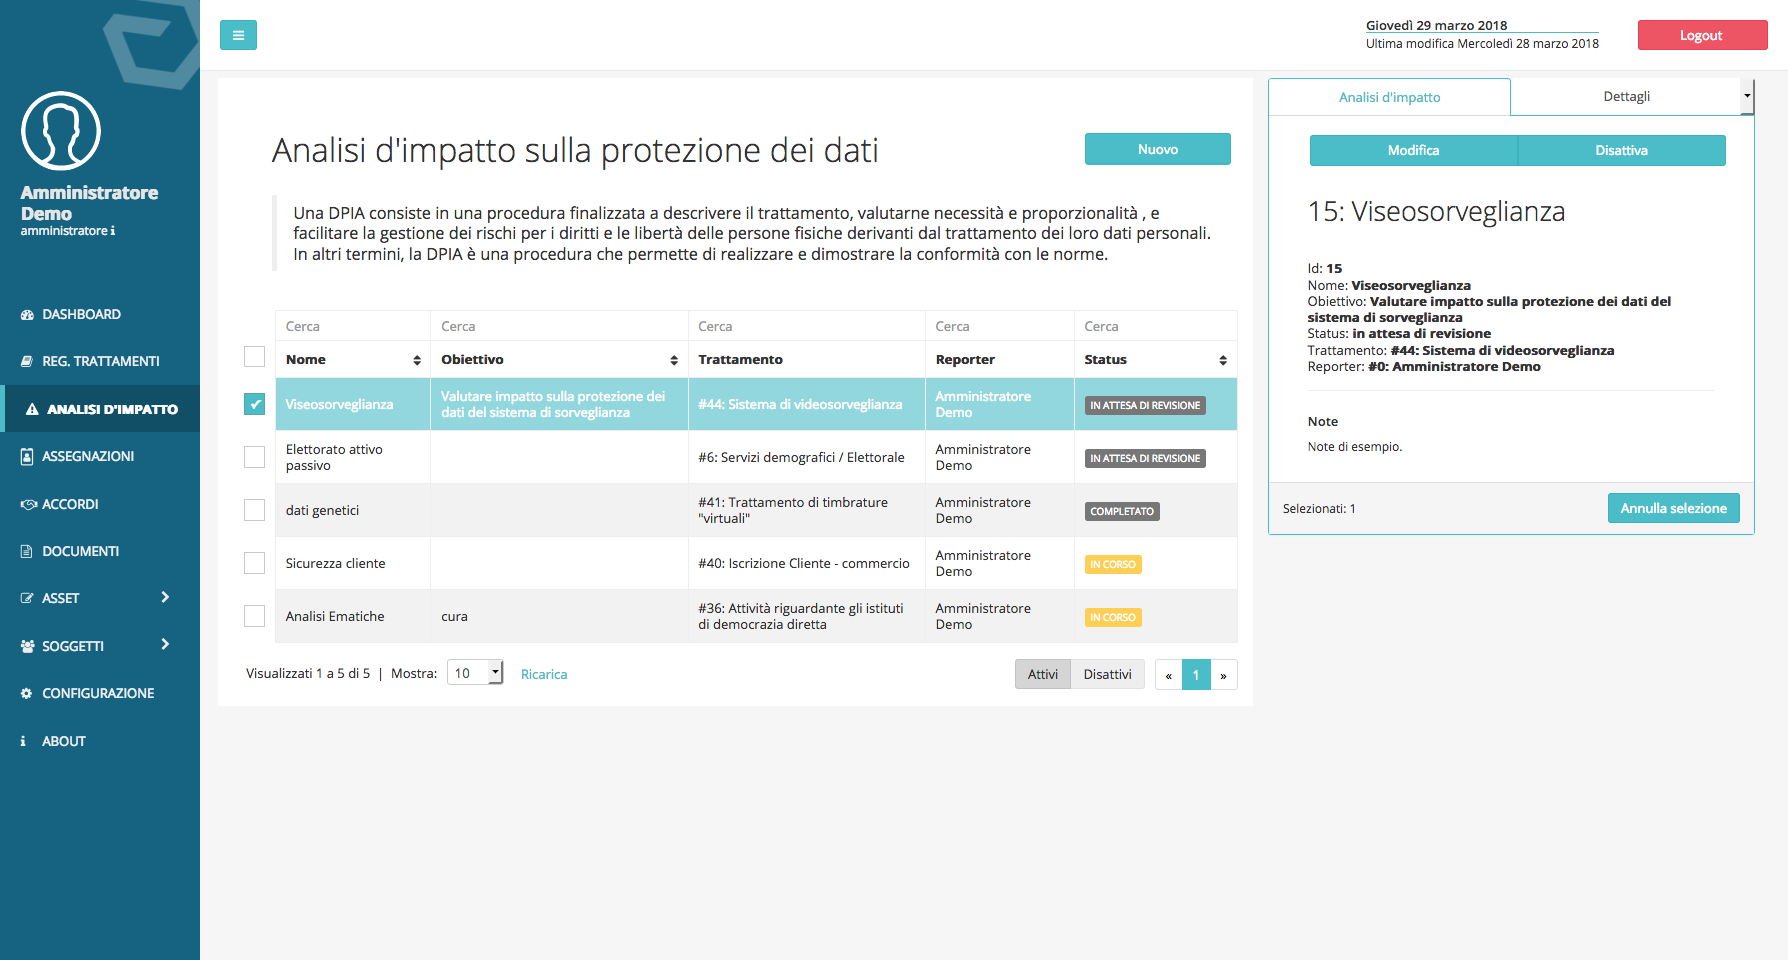 Giovedì 29 marzo 2018
Ultima modifica Mercoledì 28 marzo 2018
Logout
Amministratore
Demo
amministratore i
DASHBOARD
REG. TRATTAMENTI
ANALISI D'IMPATTO
ASSEGNAZIONI
ACCORDI
DOCUMENTI
ASSET
SOGGETTI
CONFIGURAZIONE
ABOUT
Analisi d'impatto sulla protezione dei dati
Nuovo
Una DPIA consiste in una procedura finalizzata a descrivere il trattamento, valutarne necessità e proporzionalità , e
facilitare la gestione dei rischi per i diritti e le libertà delle persone fisiche derivanti dal trattamento dei loro dati personali.
In altri termini, la DPIA è una procedura che permette di realizzare e dimostrare la conformità con le norme.
Cerca Cerca Cerca Cerca Cerca
Nome Obiettivo Trattamento Reporter Status
Viseosorveglianza
Valutare impatto sulla protezione dei
dati del sistema di sorveglianza
#44: Sistema di videosorveglianza
Amministratore
Demo
IN ATTESA DI REVISIONE
Elettorato attivo
passivo
#6: Servizi demografici / Elettorale
Amministratore
Demo
IN ATTESA DI REVISIONE
dati genetici
#41: Trattamento di timbrature
"virtuali"
Amministratore
Demo
COMPLETATO
Sicurezza cliente
#40: Iscrizione Cliente - commercio
Amministratore
Demo
IN CORSO
Analisi Ematiche
cura
#36: Attività riguardante gli istituti
di democrazia diretta
Amministratore
Demo
IN CORSO
Visualizzati 1 a 5 di 5 | Mostra: 10 Ricarica
Attivi Disattivi « 1 »
Analisi d'impatto Dettagli
Modifica Disattiva
15: Viseosorveglianza
Id: 15
Nome: Viseosorveglianza
Obiettivo: Valutare impatto sulla protezione dei dati del
sistema di sorveglianza
Status: in attesa di revisione
Trattamento: #44: Sistema di videosorveglianza
Reporter: #0: Amministratore Demo
Note
Note di esempio.
Selezionati: 1
Annulla selezione